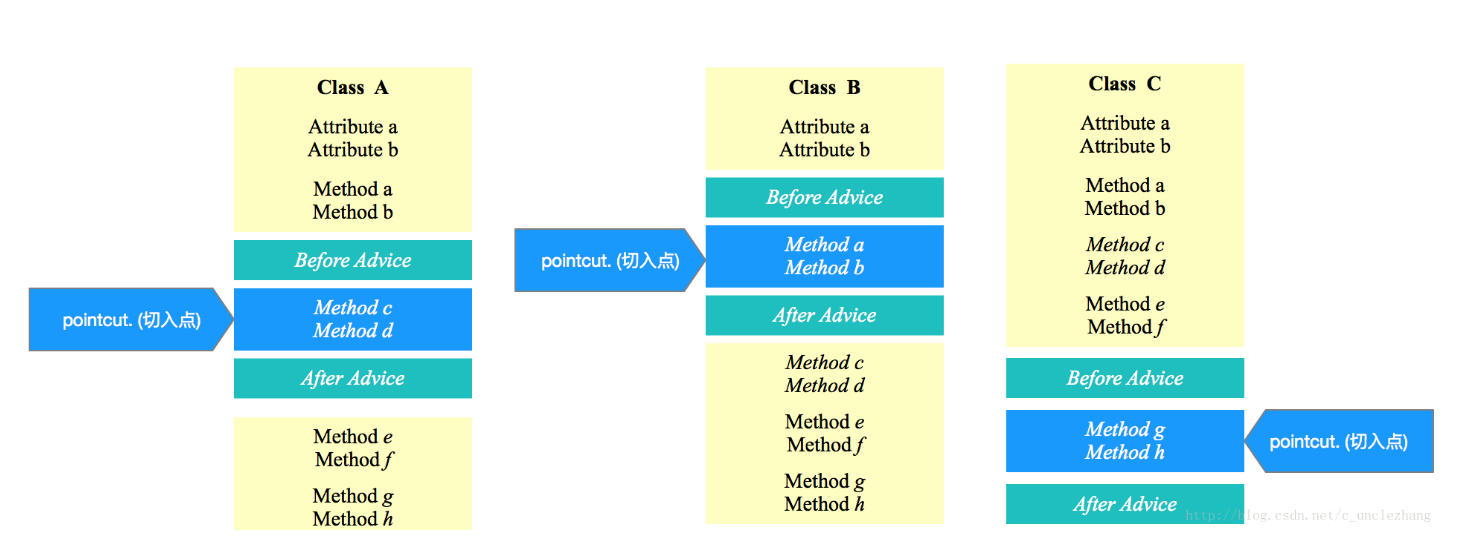 Class A
Attribute a
Attribute b
Method a
Method b
Before Advice
pointcut. (切入点)
Method c
Method d
After Advice
Method e
Method f
Method g
Method h
Class B
Attribute a
Attribute b
Before Advice
pointcut. (切入点)
Method a
Method b
After Advice
Method c
Method d
Method e
Method f
Method g
Method h
Class C
Attribute a
Attribute b
Method a
Method b
Method c
Method d
Method e
Method f
Before Advice
Method g
Method h
pointcut. (切入点)
After Advice
http://blog.csdn.net/c_unclezhang